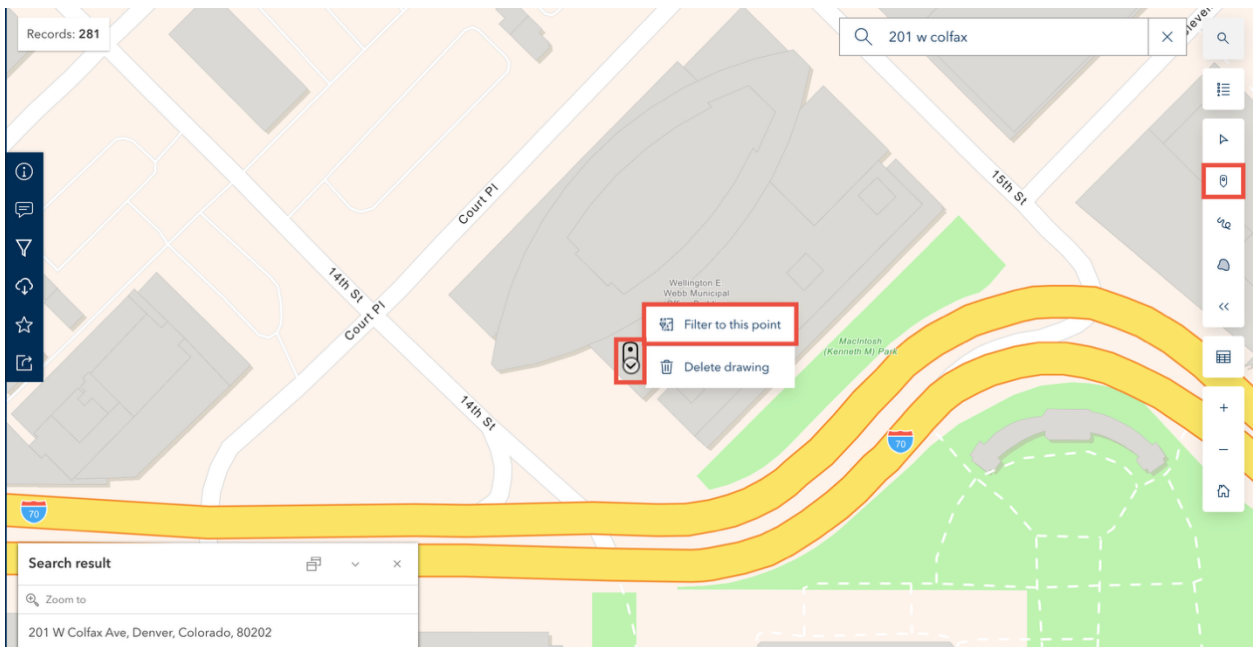 Records: 281
201 w colfax
Eleven
15th St
Court Pl
14th St
Court Pl
Wellington E
Webb Municipal
Filter to this point
Delete drawing
MacIntosh
(Kenneth M) Park
14th St
70
70
Search result
Zoom to
201 W Colfax Ave, Denver, Colorado, 80202